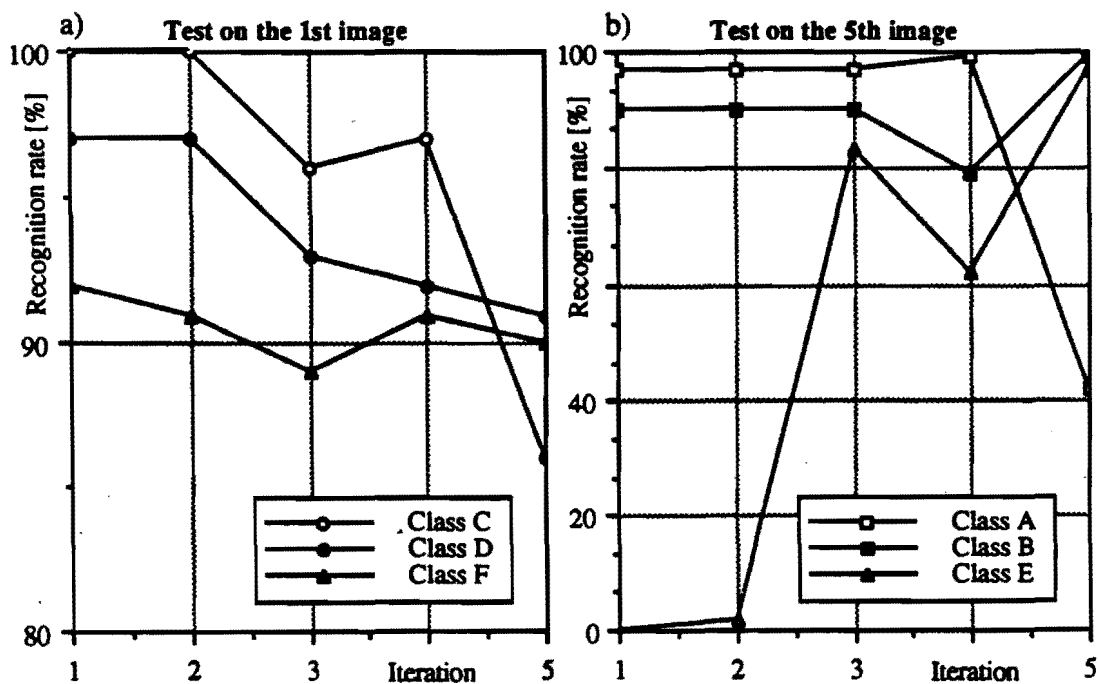 a)
Test on the 1st image
Recognition rate [%]
100
90
80
1
2
3
Iteration
5
Class C
Class D
Class F
b)
Test on the 5th image
Recognition rate [%]
100
40
20
0
1
2
3
Iteration
5
Class A
Class B
Class E